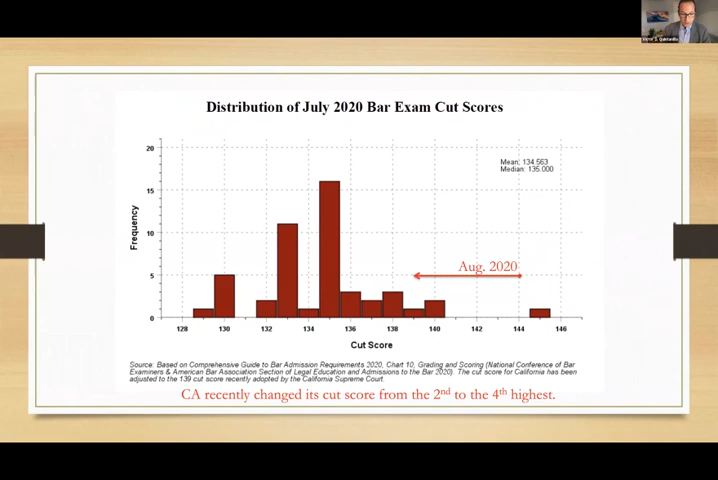 Victor D. Quintanilla
Distribution of July 2020 Bar Exam Cut Scores
20
15
10
5
0
Frequency
Mean: 134.563
Median: 135.000
Aug. 2020
128 130 132 134 136 138 140 142 144 146
Cut Score
Source: Based on Comprehensive Guide to Bar Admission Requirements 2020, Chart 10, Grading and Scoring (National Conference of Bar
Examiners & American Bar Association Section of Legal Education and Admissions to the Bar 2020). The cut score for California has been
adjusted to the 139 cut score recently adopted by the California Supreme Court.
CA recently changed its cut score from the 2nd to the 4th highest.